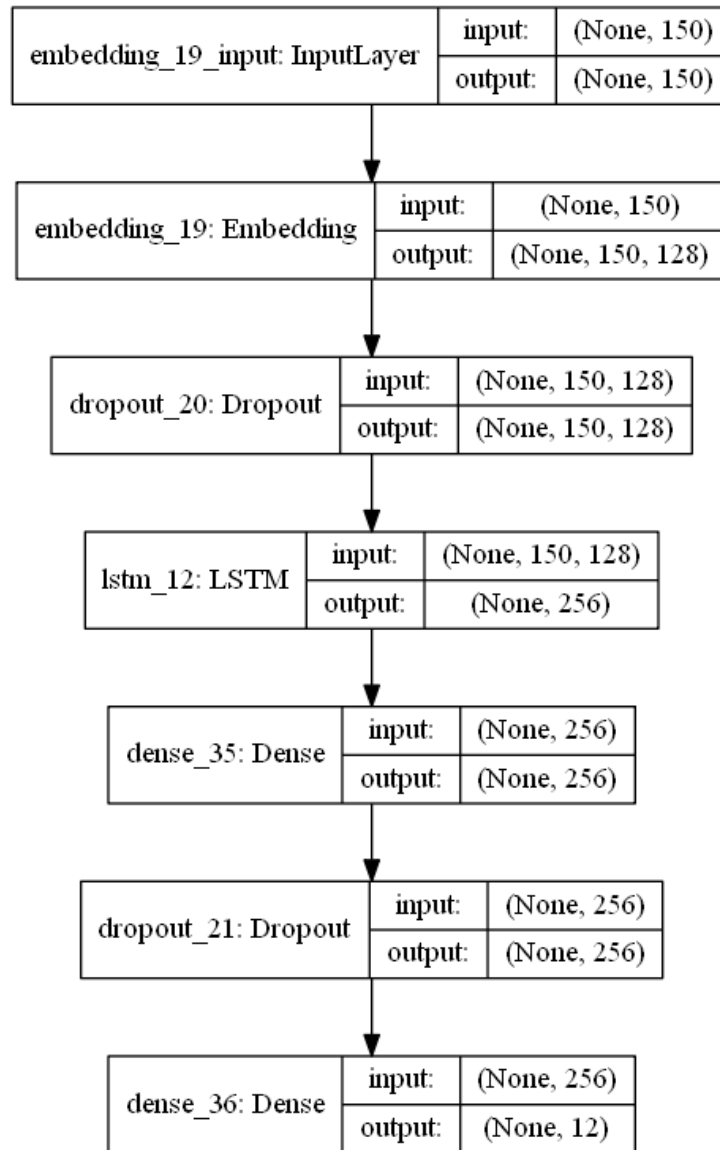 embedding_19_input: InputLayer
input: (None, 150)
output: (None, 150)
embedding_19: Embedding
input: (None, 150)
output: (None, 150, 128)
dropout_20: Dropout
input: (None, 150, 128)
output: (None, 150, 128)
lstm_12: LSTM
input: (None, 150, 128)
output: (None, 256)
dense_35: Dense
input: (None, 256)
output: (None, 256)
dropout_21: Dropout
input: (None, 256)
output: (None, 256)
dense_36: Dense
input: (None, 256)
output: (None, 12)